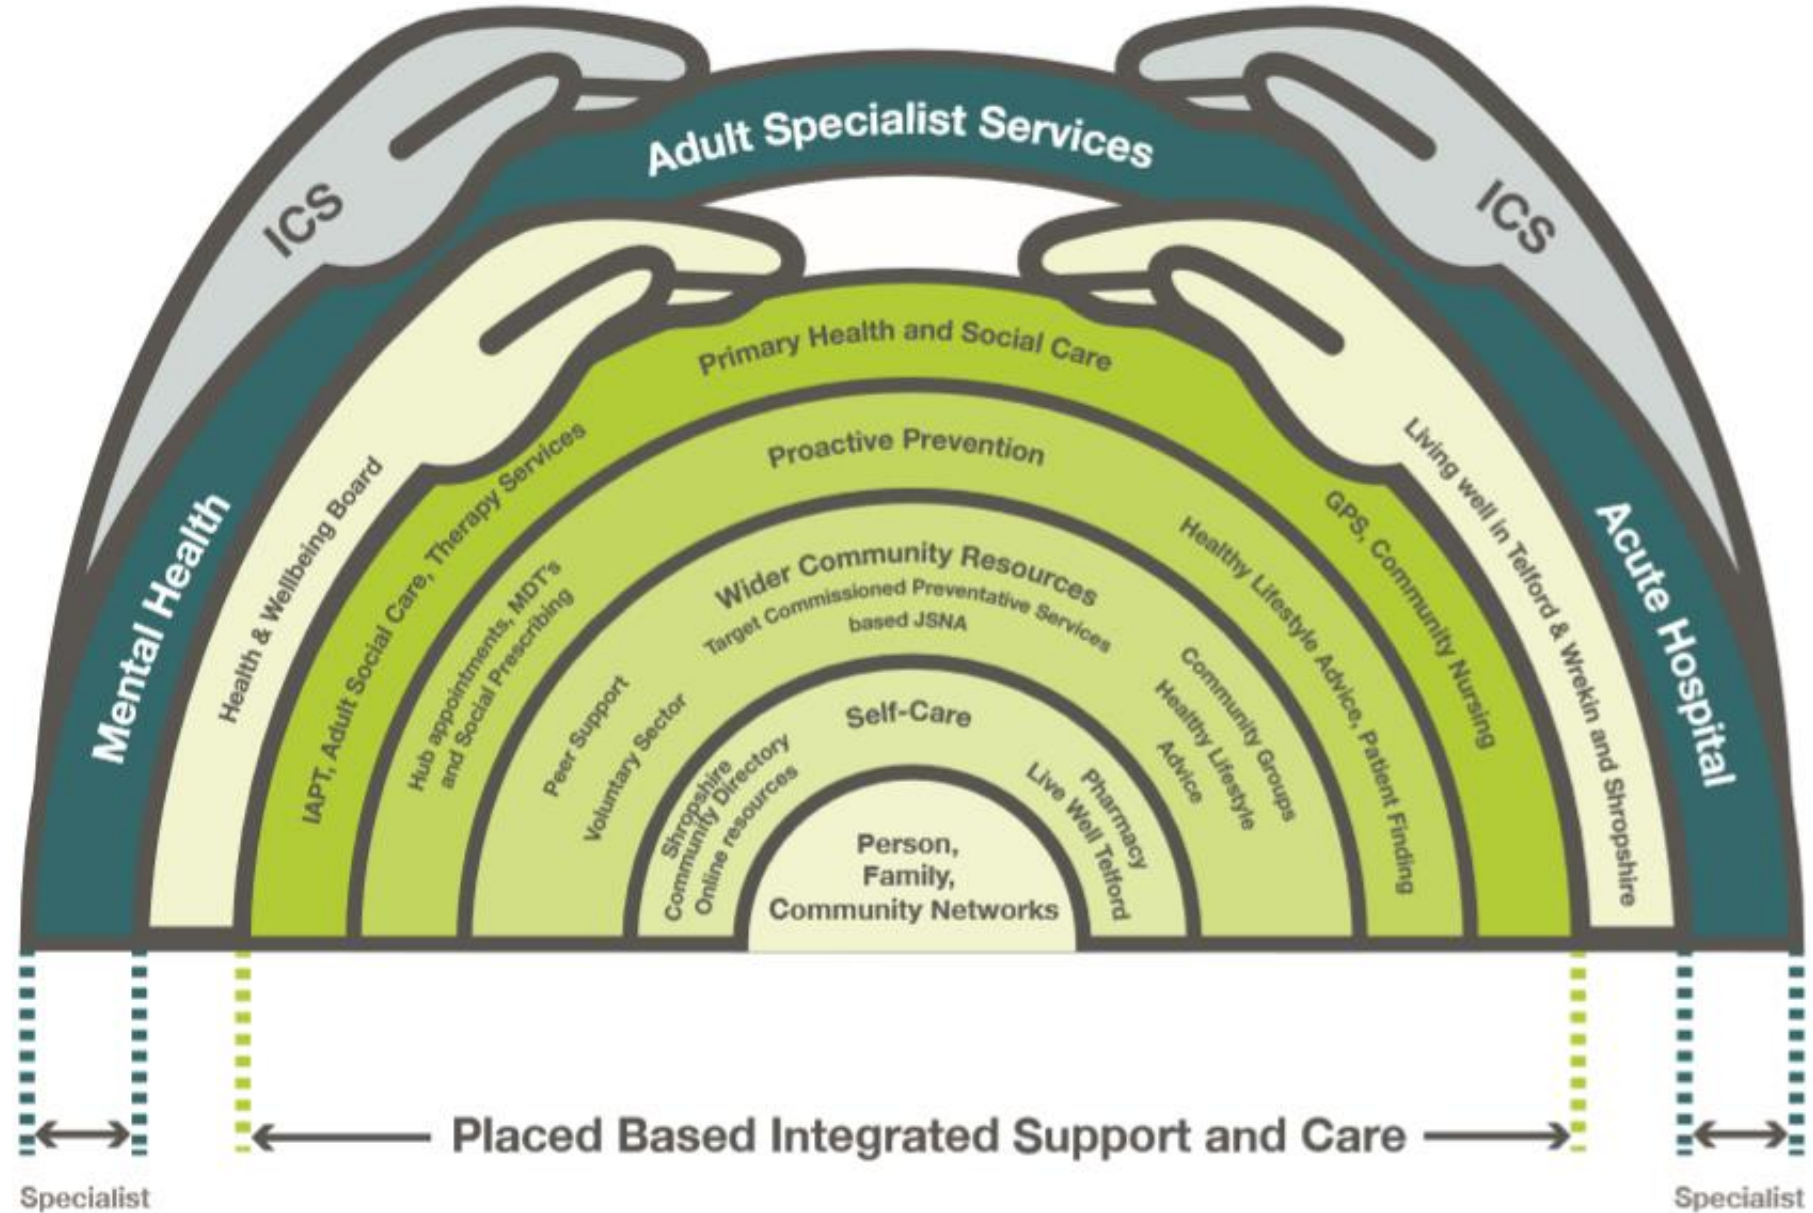 Adult Specialist Services
ICS
ICS
Mental Health
Acute Hospital
Health & Wellbeing Board
Living well in Telford & Wrekin and Shropshire
Primary Health and Social Care
IAPT, Adult Social Care, Therapy Services
GPS, Community Nursing
Proactive Prevention
Hub appointments, MDT's
and Social Prescribing
Healthy Lifestyle Advice, Patient Finding
Wider Community Resources
Target Commissioned Preventative Services
based JSNA
Peer Support
Voluntary Sector
Community Groups
Healthy Lifestyle
Advice
Self-Care
Shropshire
Community Directory
Online resources
Pharmacy
Live Well Telford
Person,
Family,
Community Networks
Placed Based Integrated Support and Care
Specialist
Specialist